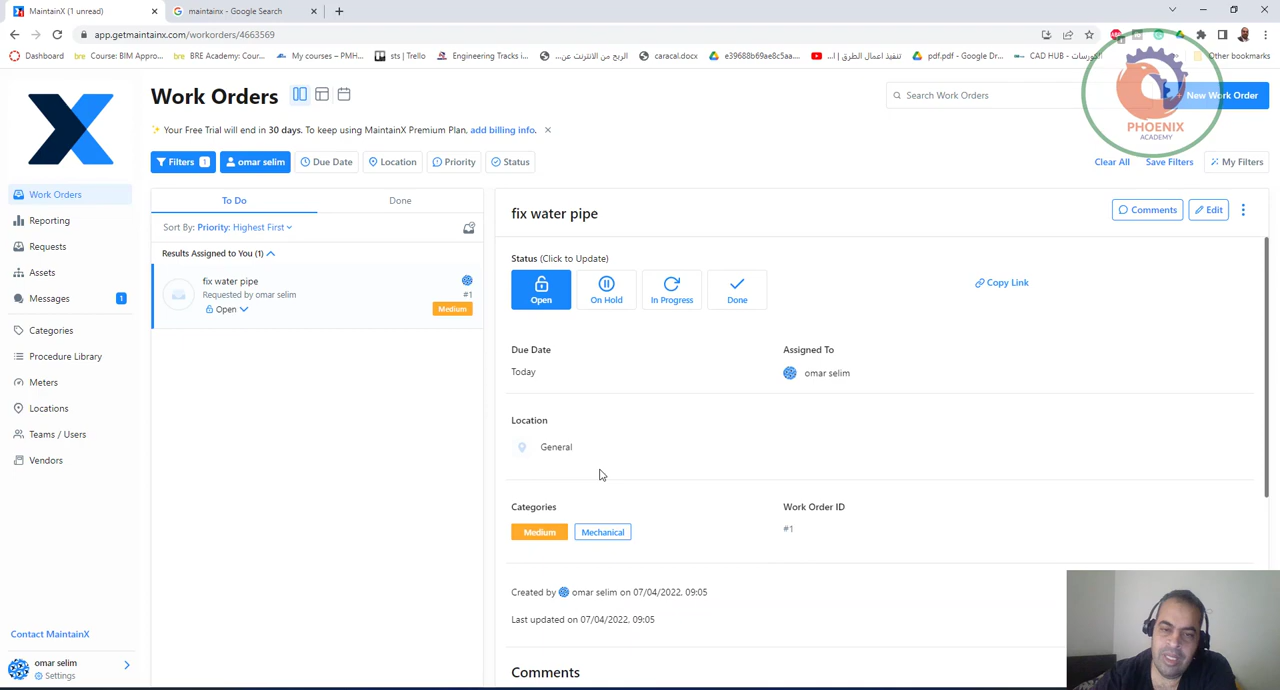 MaintainX (1 unread)
maintainx - Google Search
app.getmaintainx.com/workorders/4663569
Dashboard
bre Course: BIM Appro...
bre BRE Academy: Cour...
My courses – PMH...
sts | Trello
Engineering Tracks i...
الربح من الانترنت عن...
caracal.docx
e39688b69ae8c5aa...
تنفيذ اعمال الطرق | ا...
pdf.pdf - Google Dr...
CAD HUB - الكورسات
Other bookmarks
Work Orders
Search Work Orders
New Work Order
PHOENIX
ACADEMY
Your Free Trial will end in 30 days. To keep using MaintainX Premium Plan, add billing info.
Filters 1
omar selim
Due Date
Location
Priority
Status
Clear All
Save Filters
My Filters
Work Orders
Reporting
Requests
Assets
Messages 1
Categories
Procedure Library
Meters
Locations
Teams / Users
Vendors
Contact MaintainX
omar selim
Settings
To Do
Done
Sort By: Priority: Highest First
Results Assigned to You (1)
fix water pipe
Requested by omar selim
#1
Open
Medium
fix water pipe
Comments
Edit
Status (Click to Update)
Open
On Hold
In Progress
Done
Copy Link
Due Date
Today
Assigned To
omar selim
Location
General
Categories
Medium
Mechanical
Work Order ID
#1
Created by omar selim on 07/04/2022, 09:05
Last updated on 07/04/2022, 09:05
Comments